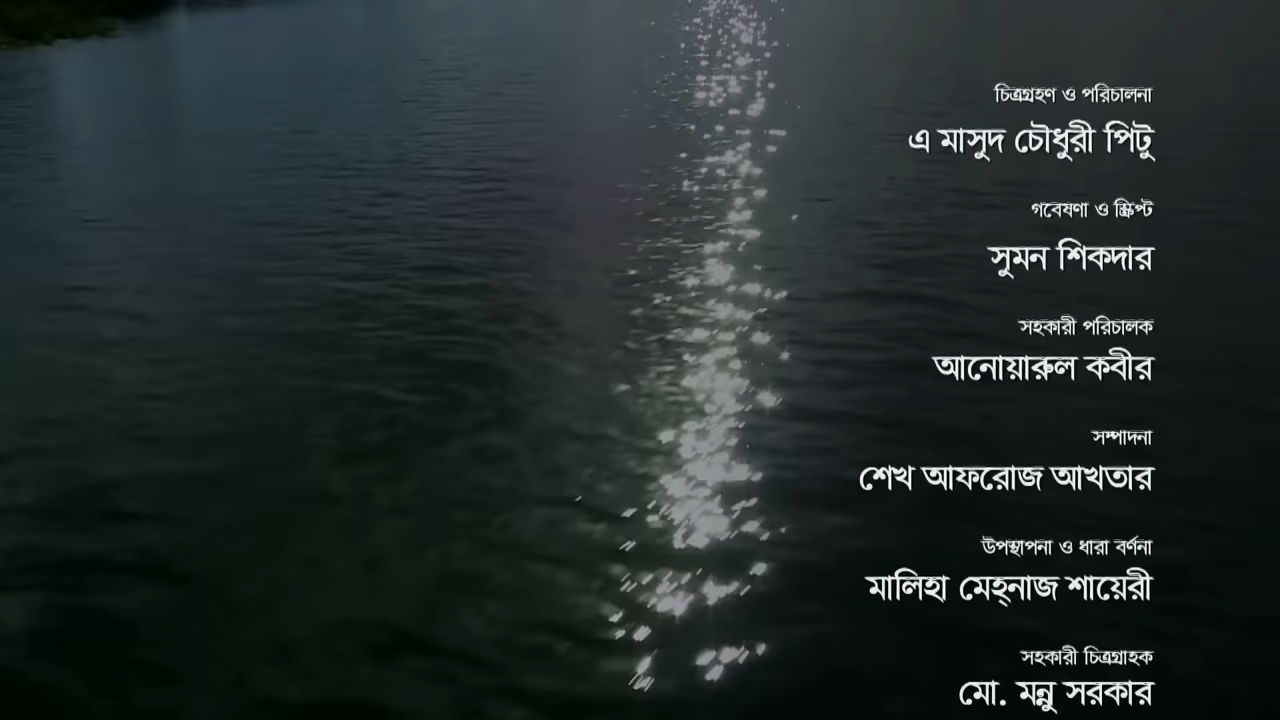 চিত্রগ্রহণ ও পরিচালনা
এ মাসুদ চৌধুরী পিটু
গবেষণা ও স্ক্রিপ্ট
সুমন শিকদার
সহকারী পরিচালক
আনোয়ারুল কবীর
সম্পাদনা
শেখ আফরোজ আখতার
উপস্থাপনা ও ধারা বর্ণনা
মালিহা মেহ্‌নাজ শায়েরী
সহকারী চিত্রগ্রাহক
মো. মন্নু সরকার